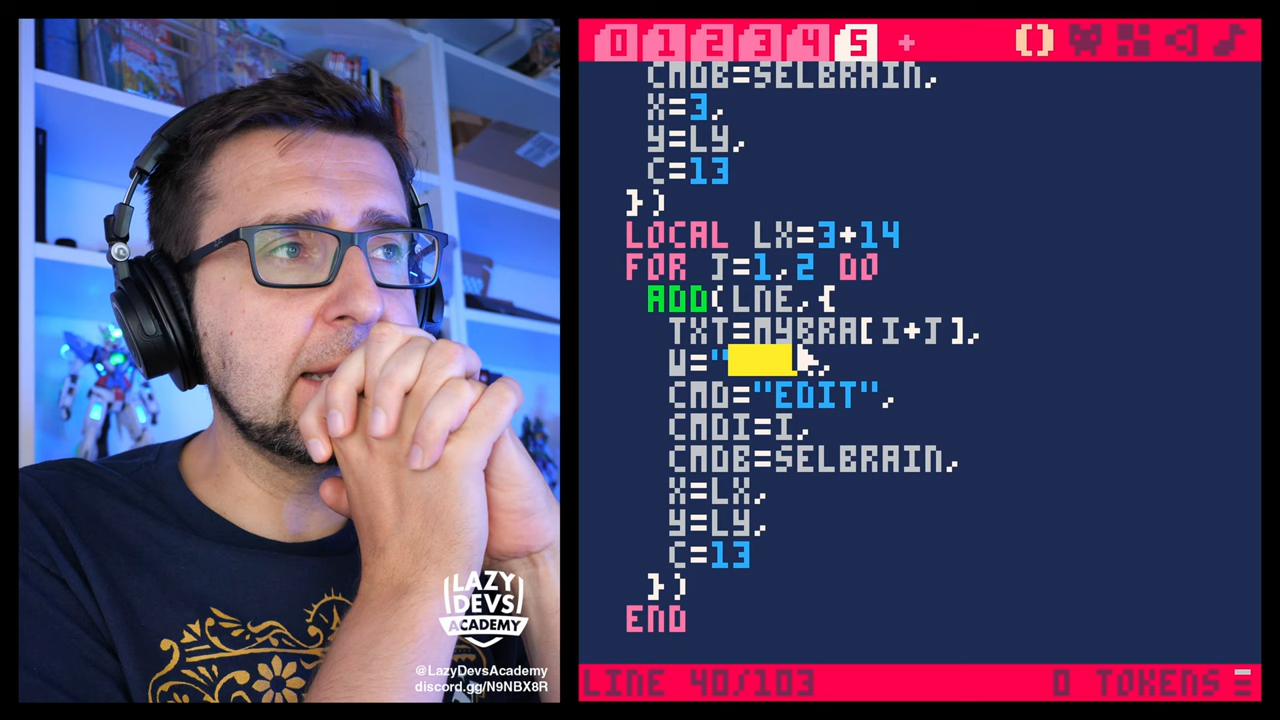 0 1 2 3 4 5 +
CMDB=SELBRAIN,
X=3,
Y=LY,
C=13
})
LOCAL LX=3+14
FOR J=1,2 DO
ADD(LNE,{
TXT=MYBRA[I+J],
W="
CMD="EDIT",
CMDI=I,
CMDB=SELBRAIN,
X=LX,
Y=LY,
C=13
})
END
LINE 40/103 0 TOKENS
LAZY
DEVS
ACADEMY
@LazyDevsAcademy
discord.gg/N9NBX8R